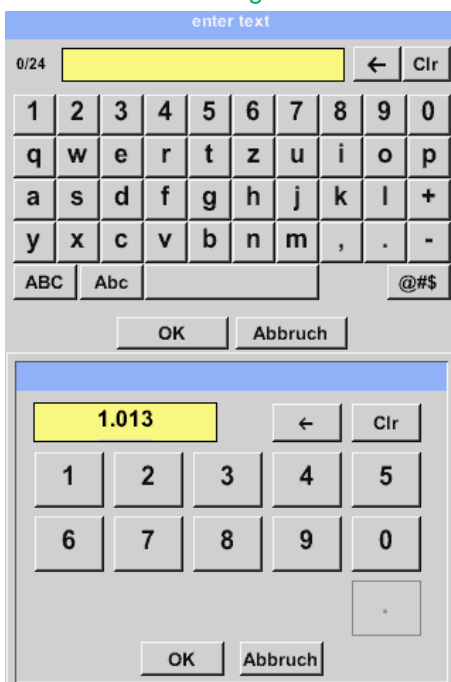 enter text
0/24 ← Clr
1 2 3 4 5 6 7 8 9 0
q w e r t z u i o p
a s d f g h j k l +
y x c v b n m , . -
ABC Abc @#$
OK Abbruch
1.013 ← Clr
1 2 3 4 5
6 7 8 9 0
.
OK Abbruch